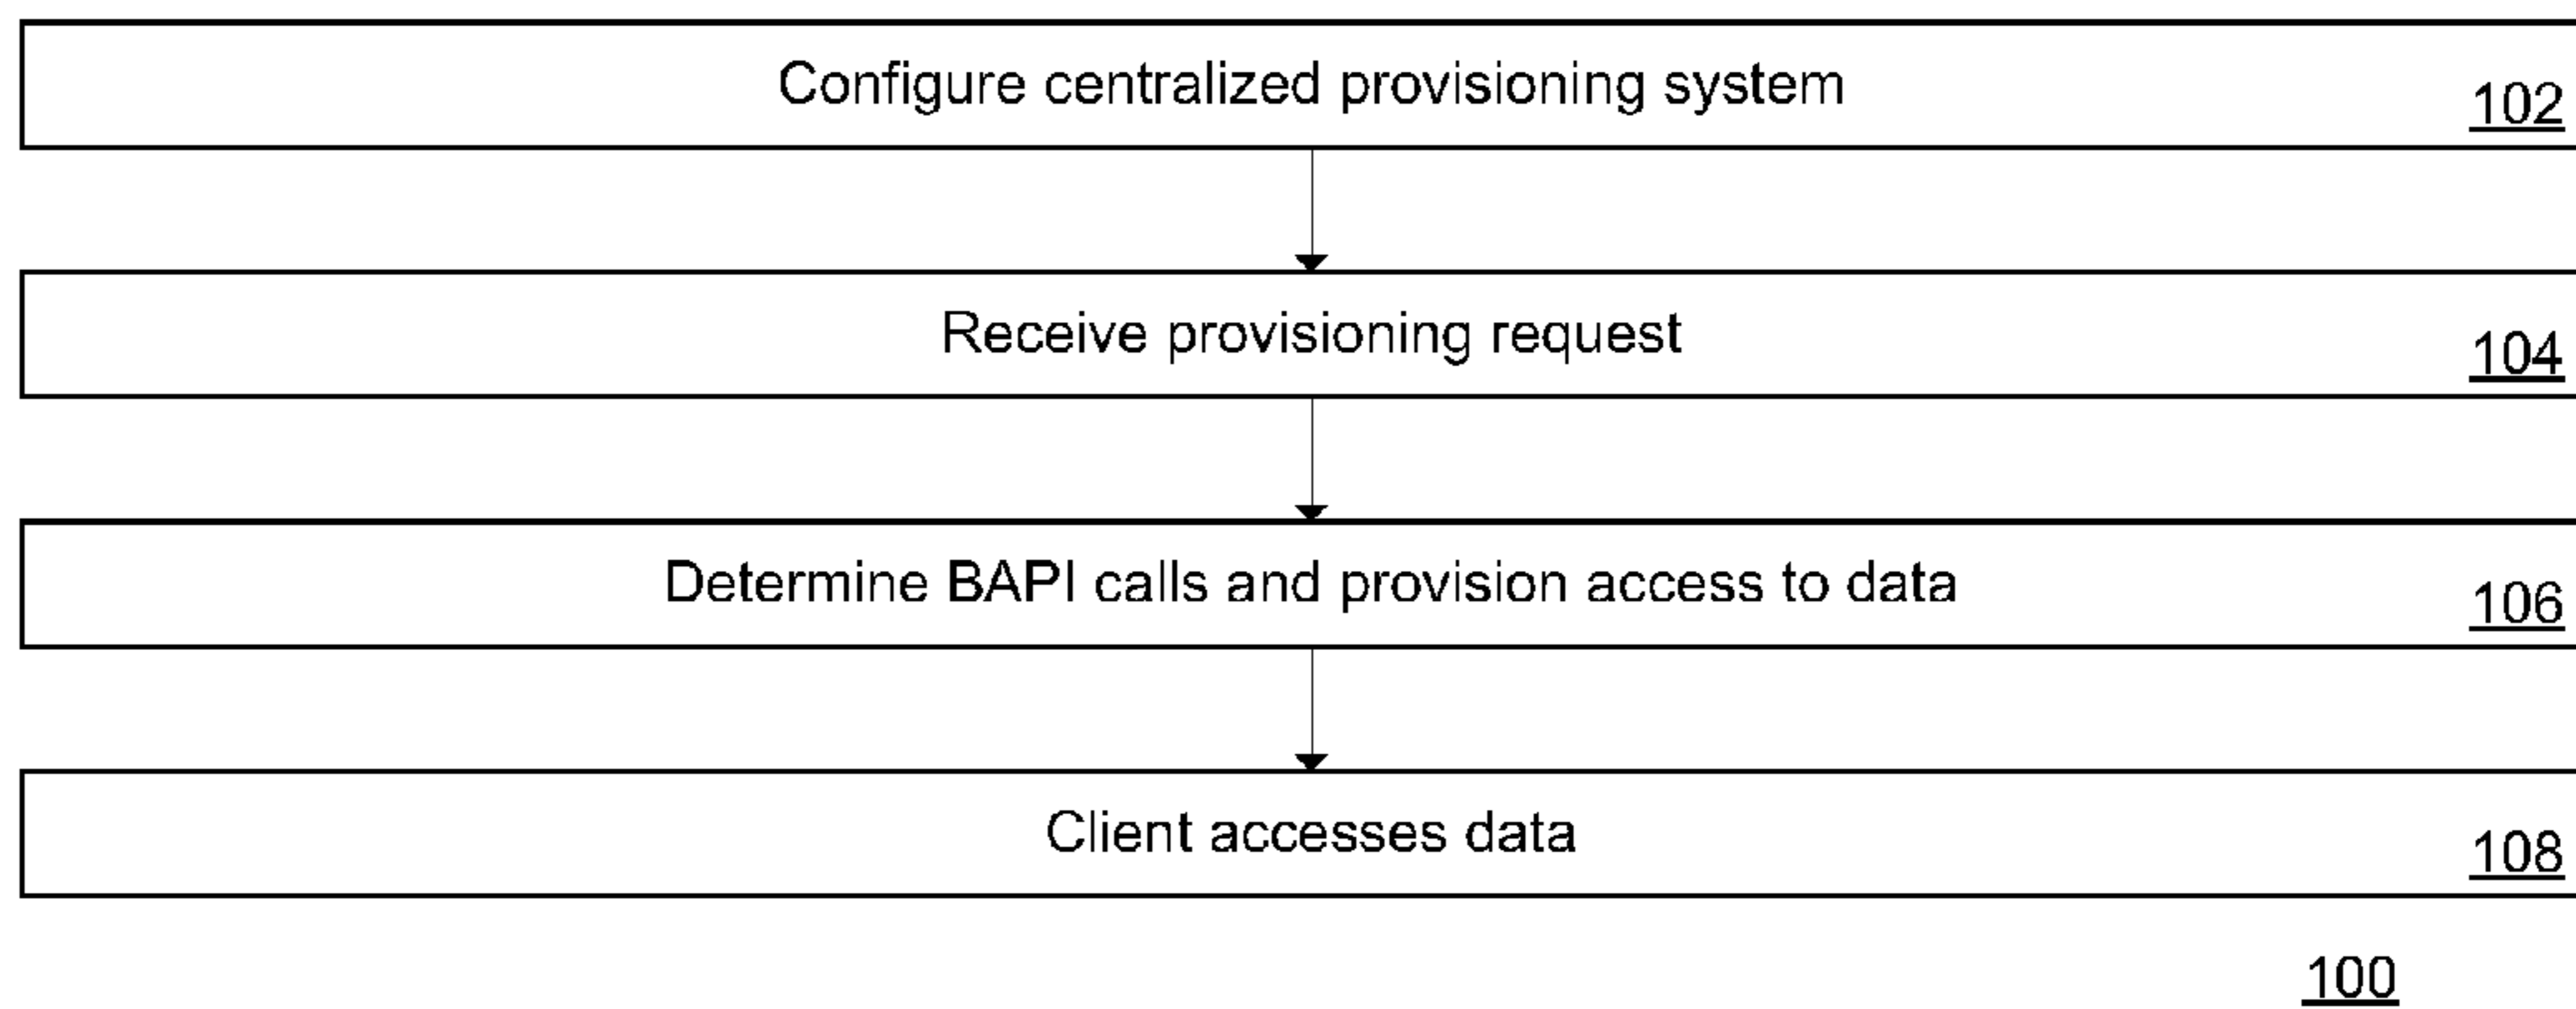 Configure centralized provisioning system
102
Receive provisioning request
104
Determine BAPI calls and provision access to data
106
Client accesses data
108
100